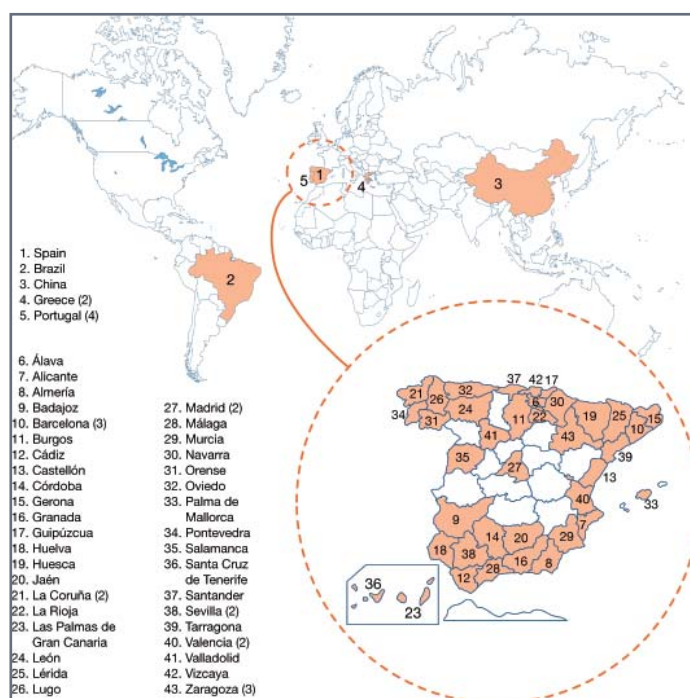 1
5
4
3
2
1. Spain
2. Brazil
3. China
4. Greece (2)
5. Portugal (4)
6. Álava
7. Alicante
8. Almería
9. Badajoz
10. Barcelona (3)
11. Burgos
12. Cádiz
13. Castellón
14. Córdoba
15. Gerona
16. Granada
17. Guipúzcua
18. Huelva
19. Huesca
20. Jaén
21. La Coruña (2)
22. La Rioja
23. Las Palmas de
Gran Canaria
24. León
25. Lérida
26. Lugo
27. Madrid (2)
28. Málaga
29. Murcia
30. Navarra
31. Orense
32. Oviedo
33. Palma de
Mallorca
34. Pontevedra
35. Salamanca
36. Santa Cruz
de Tenerife
37. Santander
38. Sevilla (2)
39. Tarragona
40. Valencia (2)
41. Valladolid
42. Vizcaya
43. Zaragoza (3)
37 42 17
21 26 32 6 30
34 31 24 11 22 19 25 15
41 43 10
39
35 27 13
40 33
9 7
14 20 29
18 38 16 8
12 28
36 23